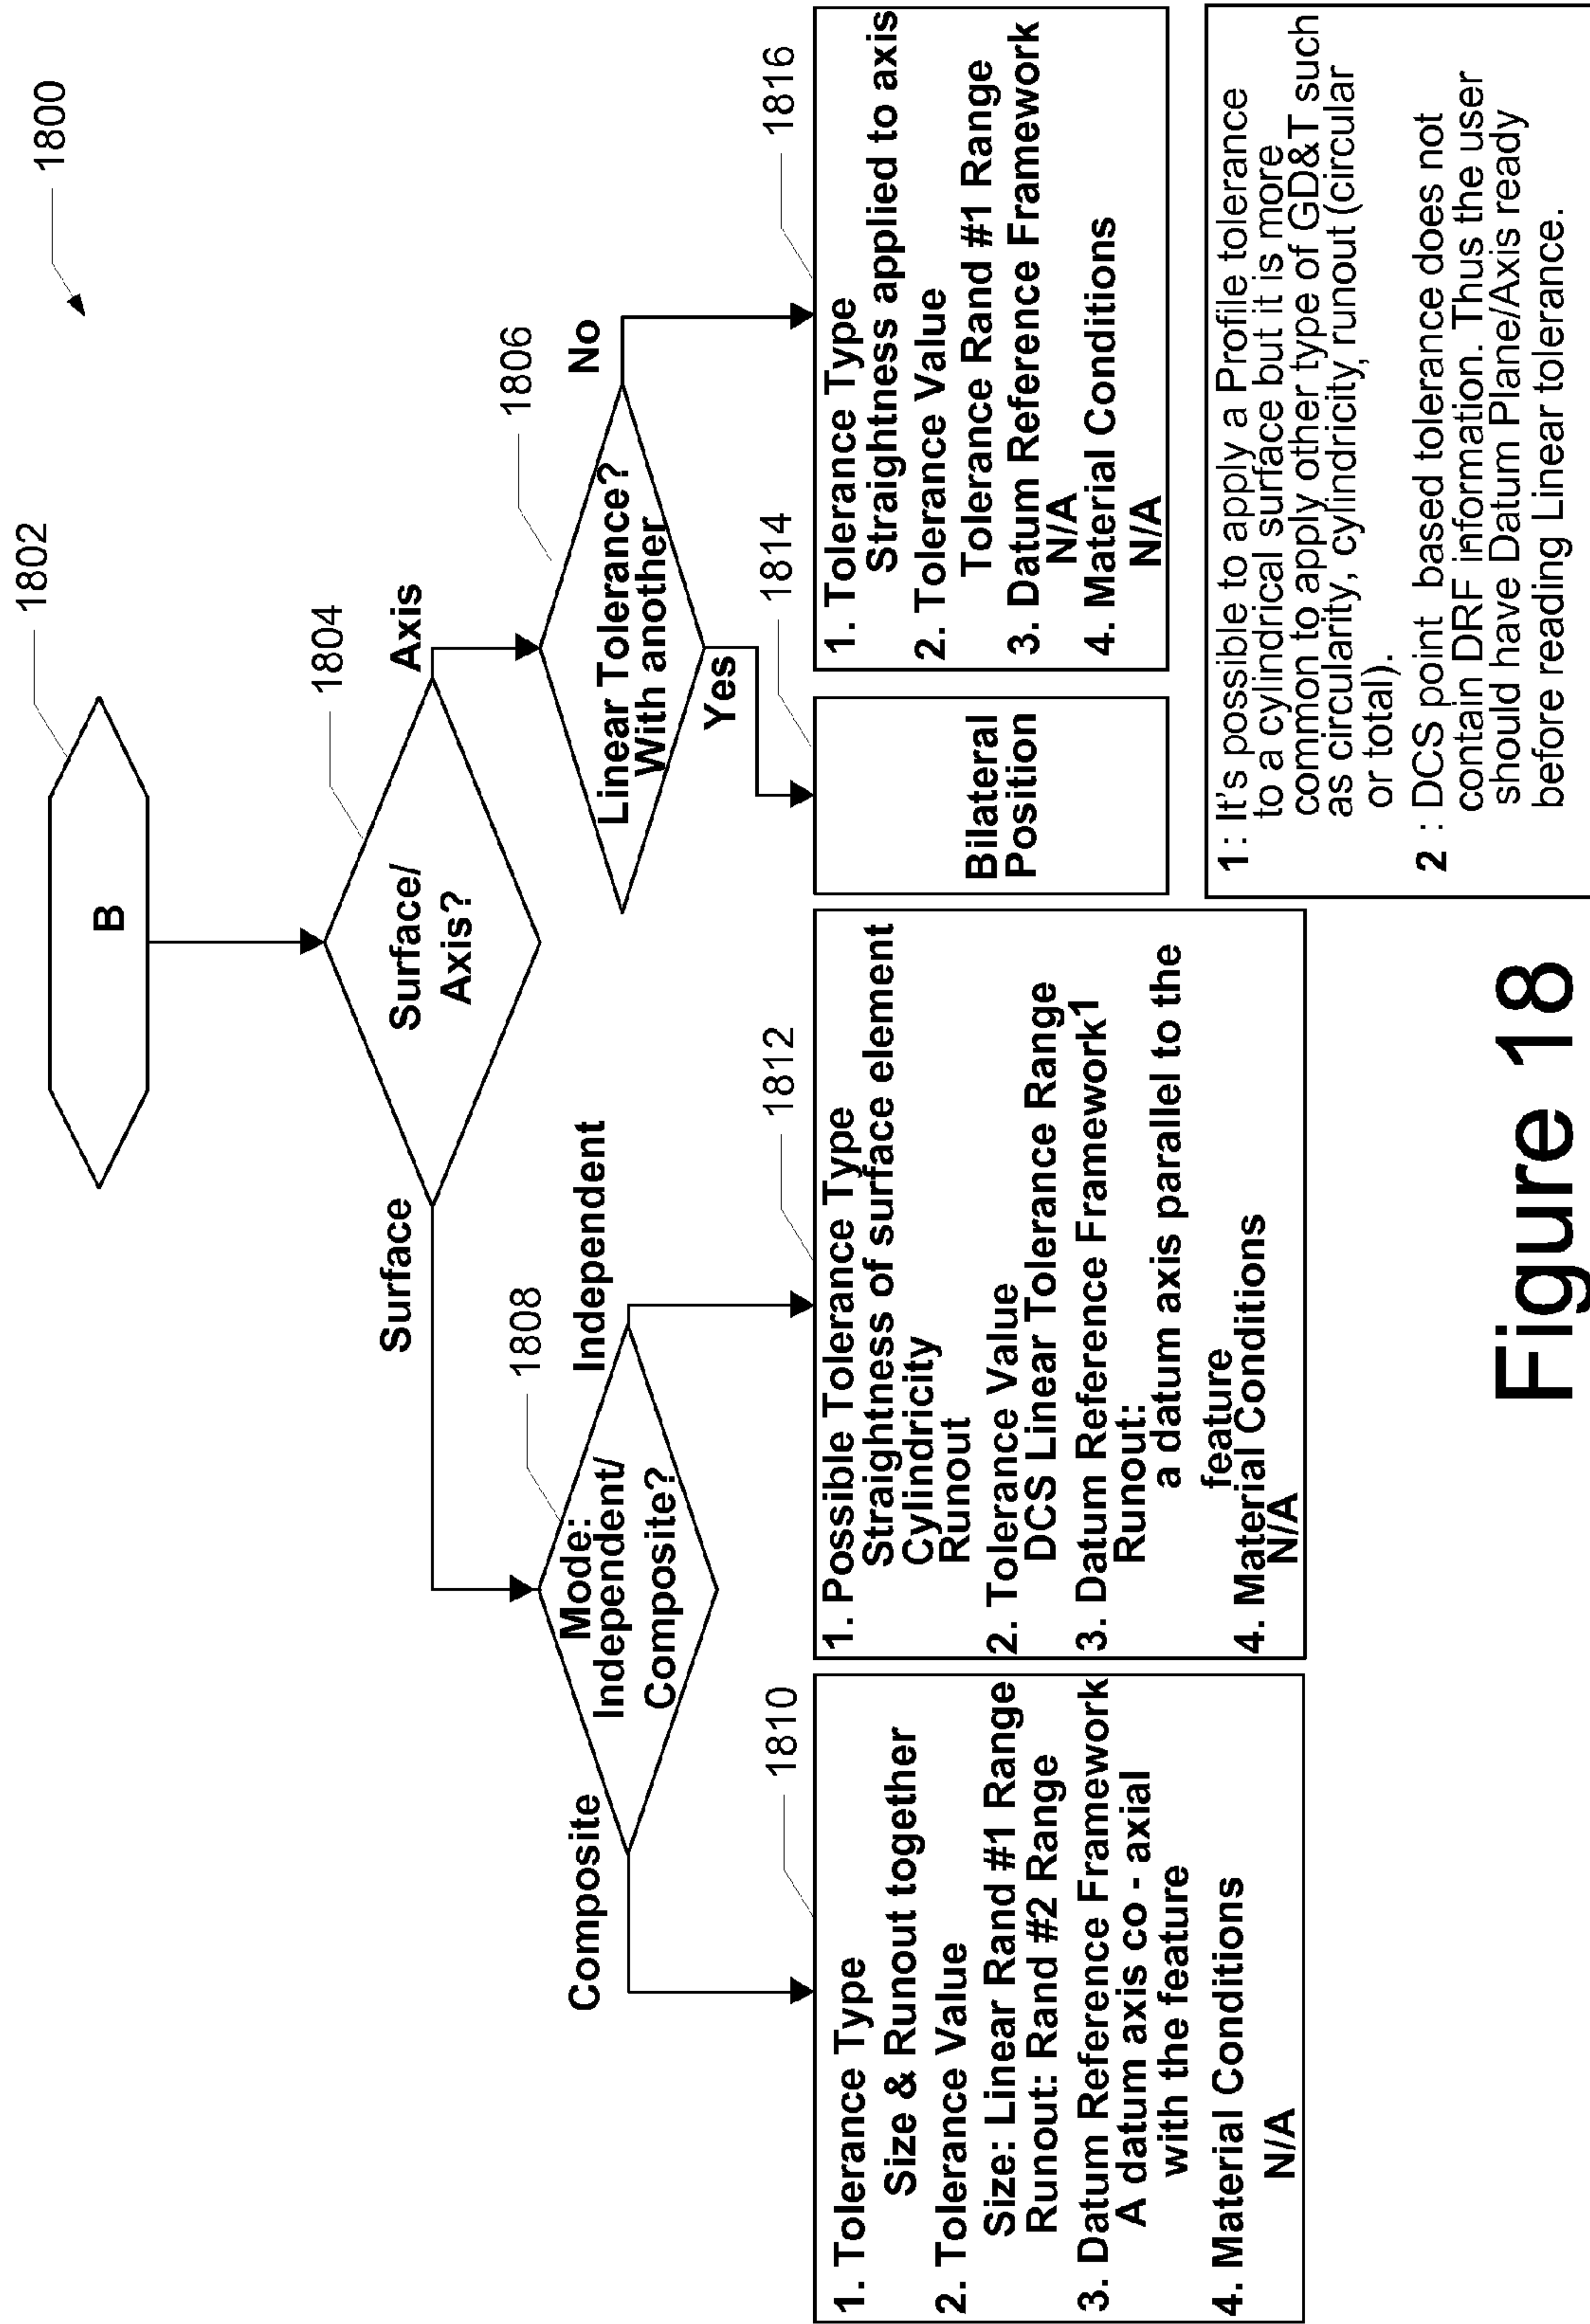 1800
1802
B
1804
Surface/
Axis?
Surface
Axis
1808
Mode:
Independent/
Composite?
Composite
Independent
1806
Linear Tolerance?
With another
Yes
No
1810
1. Tolerance Type
Size & Runout together
2. Tolerance Value
Size: Linear Rand #1 Range
Runout: Rand #2 Range
3. Datum Reference Framework
A datum axis co - axial
with the feature
4. Material Conditions
N/A
1812
1. Possible Tolerance Type
Straightness of surface element
Cylindricity
Runout
2. Tolerance Value
DCS Linear Tolerance Range
3. Datum Reference Framework1
Runout:
a datum axis parallel to the
feature
4. Material Conditions
N/A
1814
Bilateral
Position
1816
1. Tolerance Type
Straightness applied to axis
2. Tolerance Value
Tolerance Rand #1 Range
3. Datum Reference Framework
N/A
4. Material Conditions
N/A
1: It's possible to apply a Profile tolerance
to a cylindrical surface but it is more
common to apply other type of GD&T such
as circularity, cylindricity, runout (circular
or total).
2 : DCS point based tolerance does not
contain DRF information. Thus the user
should have Datum Plane/Axis ready
before reading Linear tolerance.
Figure 18